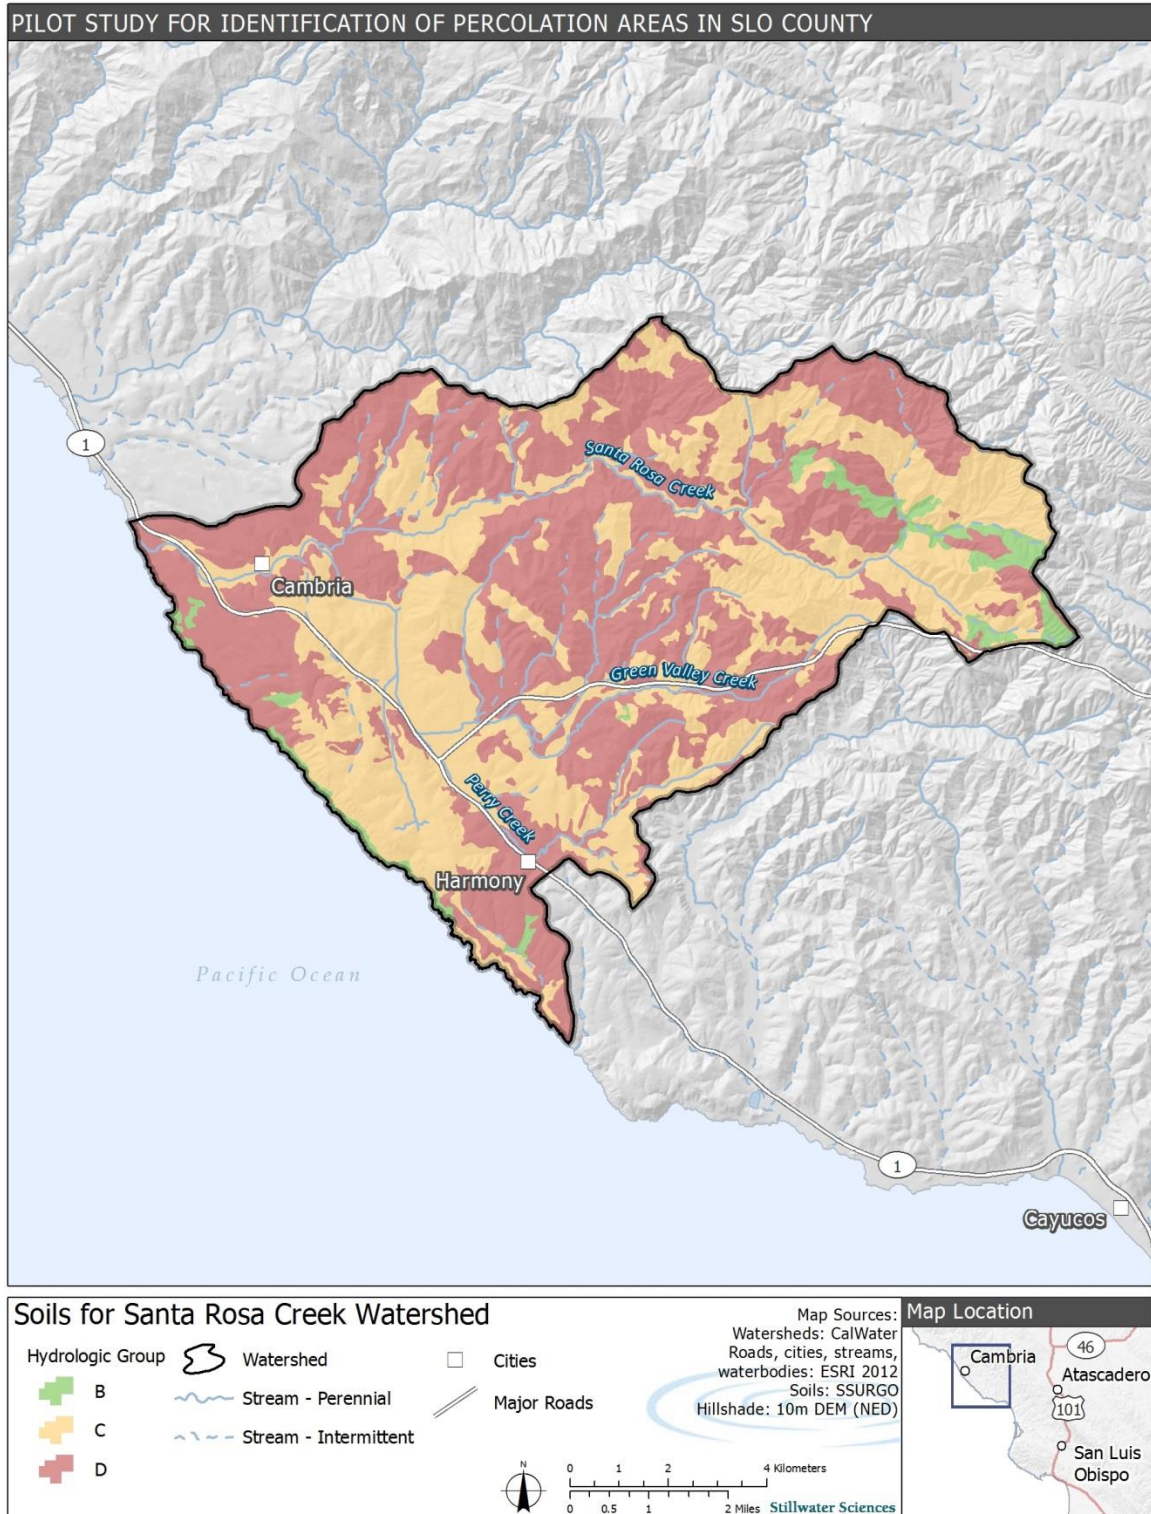 PILOT STUDY FOR IDENTIFICATION OF PERCOLATION AREAS IN SLO COUNTY
1
Santa Rosa Creek
Cambria
Green Valley Creek
Perry Creek
Harmony
Pacific Ocean
1
Cayucos
Soils for Santa Rosa Creek Watershed
Hydrologic Group
B
C
D
Watershed
Stream - Perennial
Stream - Intermittent
Cities
Major Roads
Map Sources:
Watersheds: CalWater
Roads, cities, streams,
waterbodies: ESRI 2012
Soils: SSURGO
Hillshade: 10m DEM (NED)
N
0 1 2 4 Kilometers
0 0.5 1 2 Miles
Stillwater Sciences
Map Location
46
Cambria
Atascadero
101
San Luis
Obispo